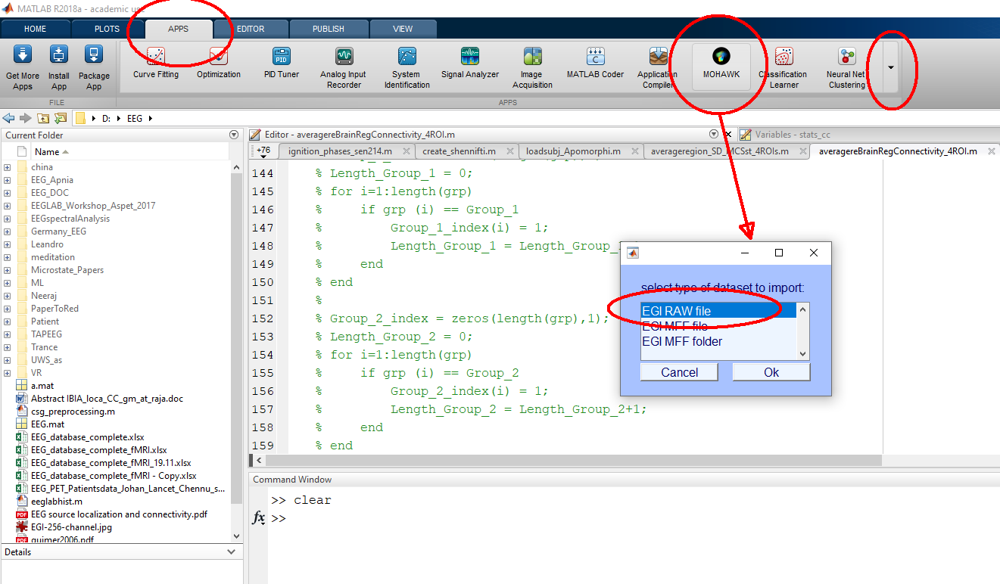 MATLAB R2018a - academic us
HOME PLOTS APPS EDITOR PUBLISH VIEW
Get More Apps
Install App
Package App
Curve Fitting
Optimization
PID Tuner
Analog Input Recorder
System Identification
Signal Analyzer
Image Acquisition
MATLAB Coder
Application Compiler
MOHAWK
Classification Learner
Neural Net Clustering
FILE
APPS
D: EEG
Current Folder
Name
china
EEG_Apnia
EEG_DOC
EEGLAB_Workshop_Aspet_2017
EEGspectralAnalysis
Germany_EEG
Leandro
meditation
Microstate_Papers
ML
Neeraj
PaperToRed
Patient
TAPEEG
Trance
UWS_as
VR
a.mat
Abstract IBIA_loca_CC_gm_at_raja.doc
csg_preprocessing.m
EEG.mat
EEG_database_complete.xlsx
EEG_database_complete_fMRI.xlsx
EEG_database_complete_fMRI_19.11.xlsx
EEG_database_complete_fMRI - Copy.xlsx
EEG_PET_Patientsdata_Johan_Lancet_Chennu_s...
eeglabhist.m
EEG source localization and connectivity.pdf
EGI-256-channel.jpg
guimer2006.pdf
Details
Editor - averagereBrainRegConnectivity_4ROI.m
Variables - stats_cc
+76 ignition_phases_sen214.m create_shennifti.m loadsubj_Apomorphi.m averageregion_SD_MCSst_4ROIs.m averagereBrainRegConnectivity_4ROI.m
144 % Length_Group_1 = 0;
145 % for i=1:length(grp)
146 % if grp (i) == Group_1
147 % Group_1_index(i) = 1;
148 % Length_Group_1 = Length_Group_
149 % end
150 % end
151 %
152 % Group_2_index = zeros(length(grp),1);
153 % Length_Group_2 = 0;
154 % for i=1:length(grp)
155 % if grp (i) == Group_2
156 % Group_2_index(i) = 1;
157 % Length_Group_2 = Length_Group_2+1;
158 % end
159 % end
select type of dataset to import:
EGI RAW file
EGI MFF file
EGI MFF folder
Cancel Ok
Command Window
>> clear
fx >>